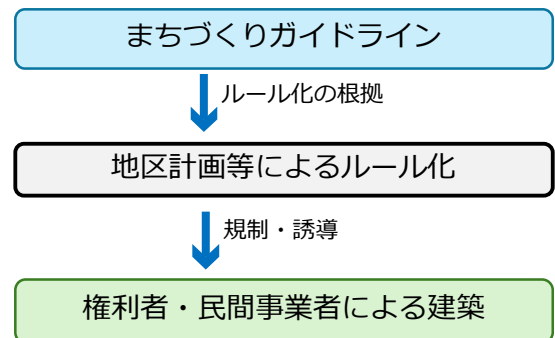 まちづくりガイドライン
ルール化の根拠
地区計画等によるルール化
規制・誘導
権利者・民間事業者による建築